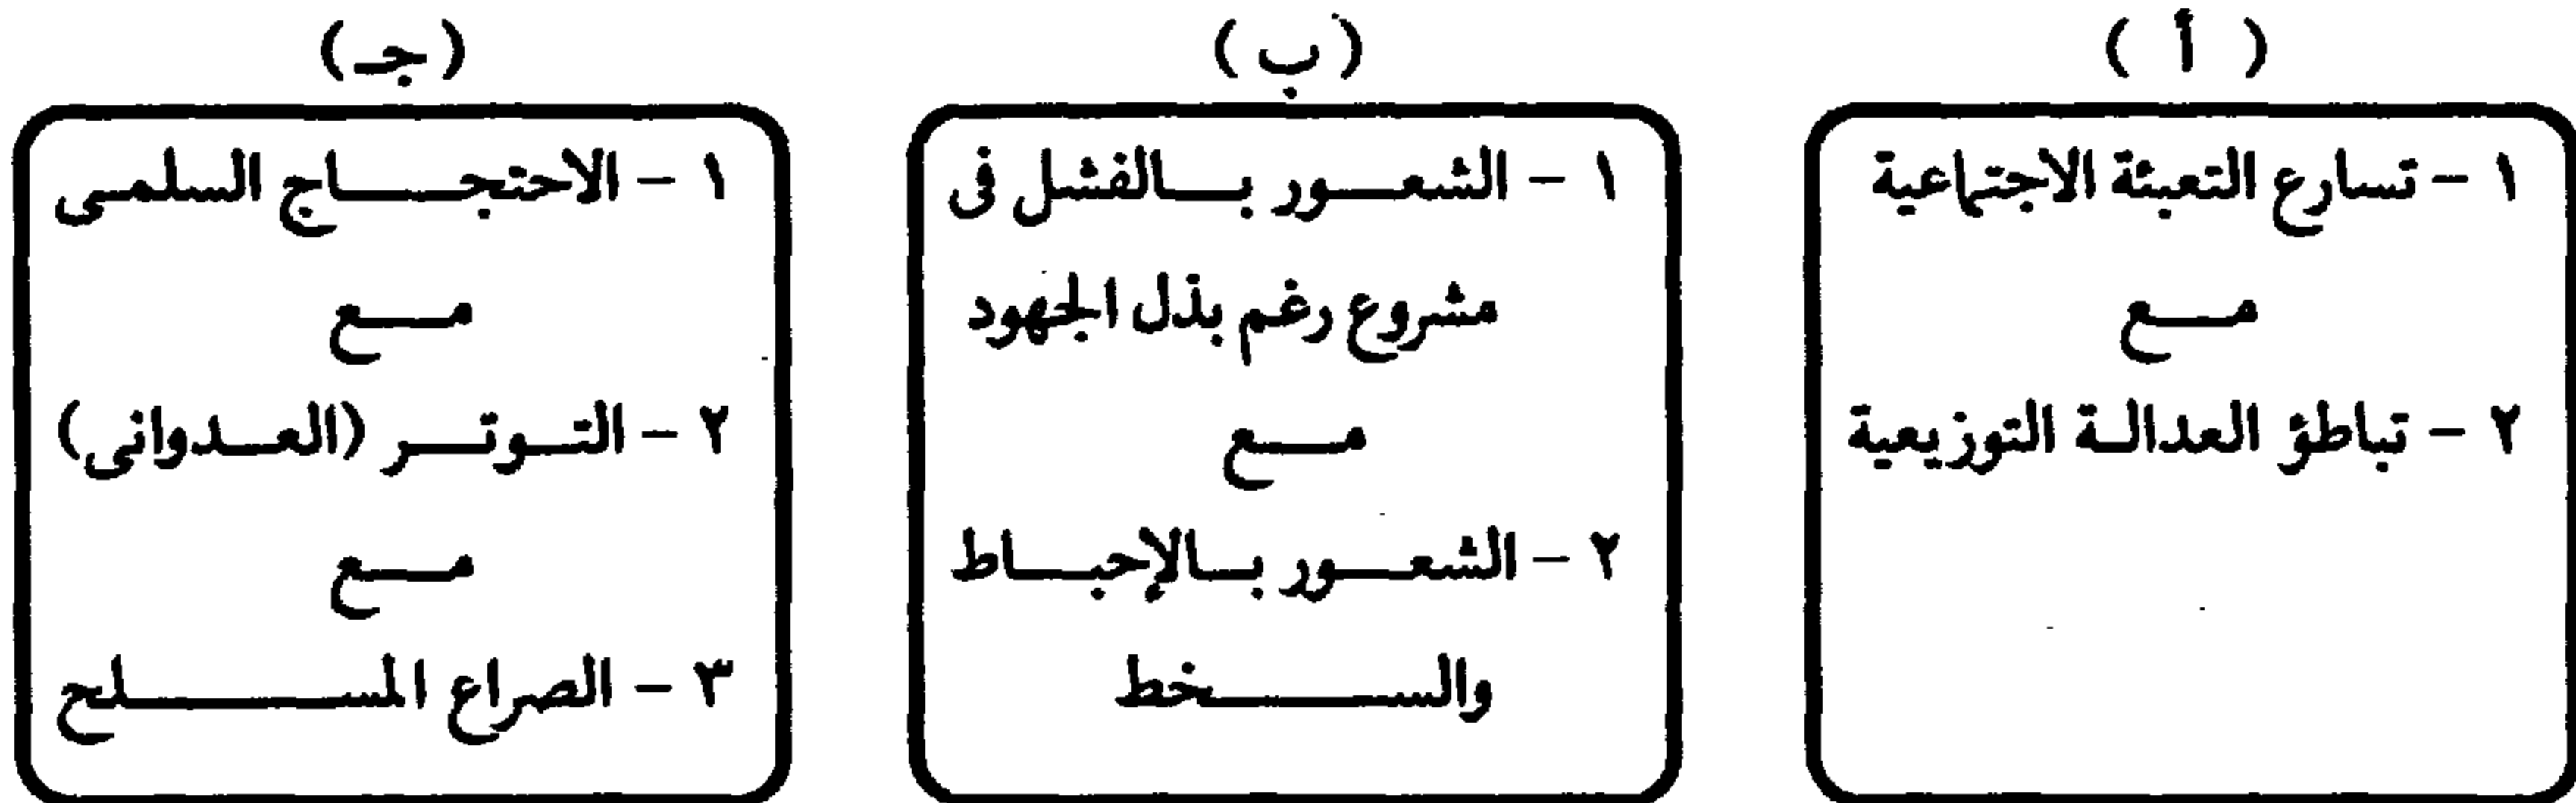 ( أ )
١ - تسارع التعبئة الاجتماعية
مع
٢ - تباطؤ العدالة التوزيعية
( ب )
١ - الشعور بالفشل فى
مشروع رغم بذل الجهود
مع
٢ - الشعور بالإحباط
والسخط
( جـ )
١ - الاحتجاج السلمى
مع
٢ - التوتر (العدوانى)
مع
٣ - الصراع المسلح